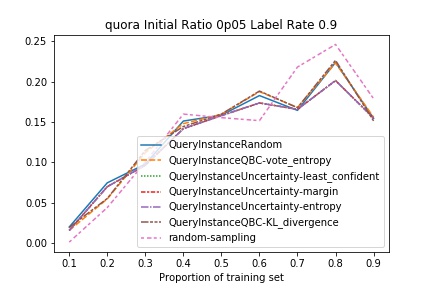 quora Initial Ratio 0p05 Label Rate 0.9
0.25
0.20
0.15
0.10
0.05
0.00
QueryInstanceRandom
QueryInstanceQBC-vote_entropy
QueryInstanceUncertainty-least_confident
QueryInstanceUncertainty-margin
QueryInstanceUncertainty-entropy
QueryInstanceQBC-KL_divergence
random-sampling
0.1 0.2 0.3 0.4 0.5 0.6 0.7 0.8 0.9
Proportion of training set